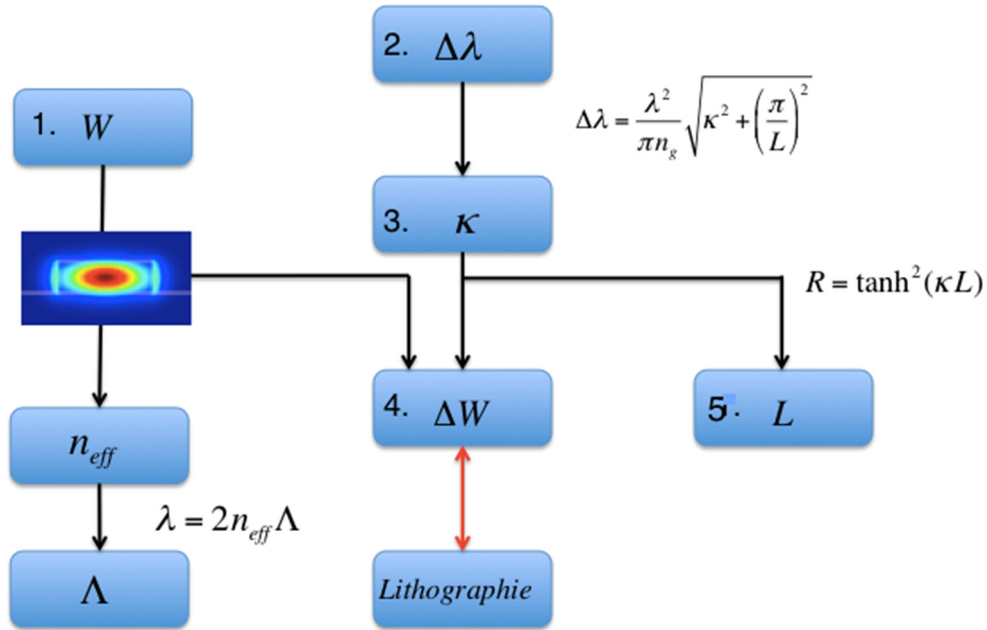 1. W
2. Δλ
Δλ = λ² / πn_g √(κ² + (π/L)²)
3. κ
R = tanh²(κL)
4. ΔW
5. L
n_eff
λ = 2n_eff Λ
Λ
Lithographie